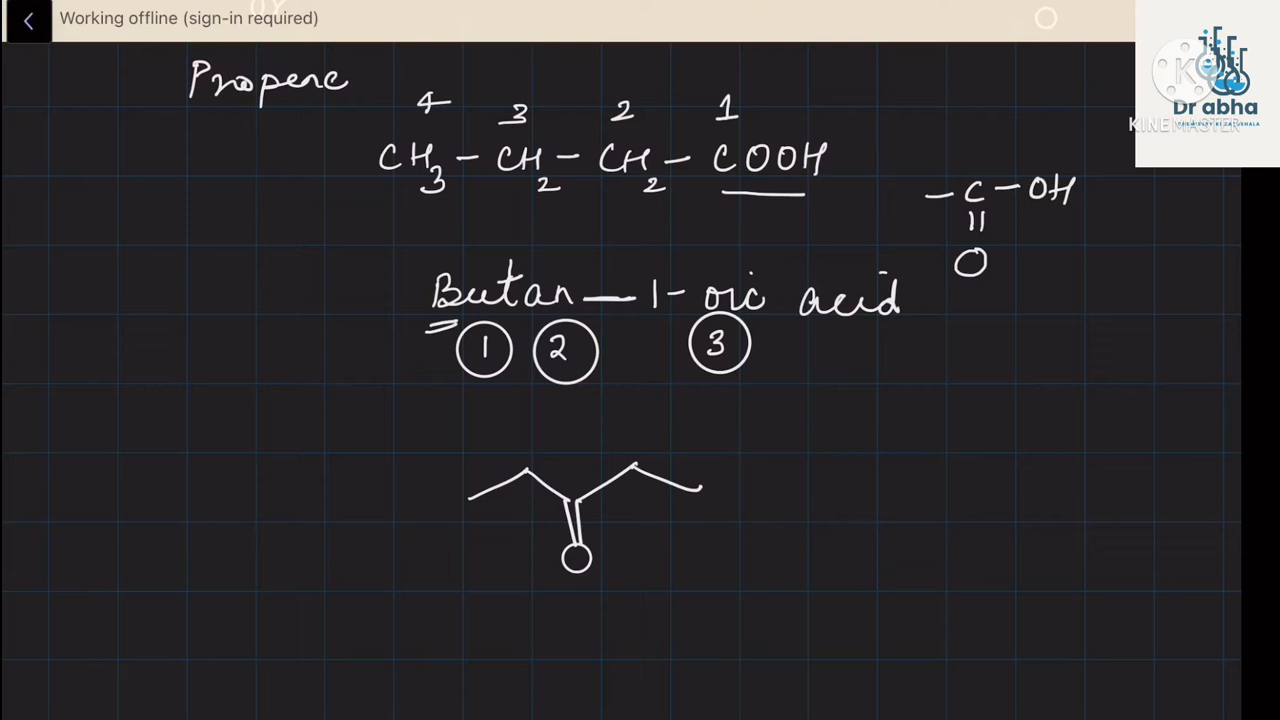 Working offline (sign-in required)
Propene
4 3 2 1
CH3 - CH2 - CH2 - COOH
- C - OH
O
Butan - 1 - oic acid
1 2 3
O
K
Dr abha
KINEMASTER